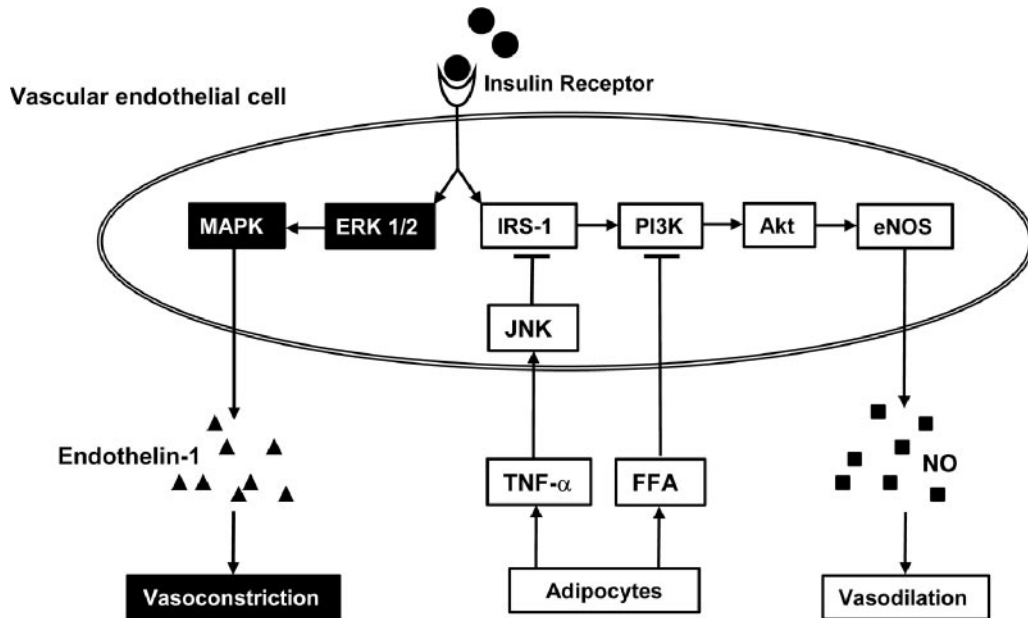 Insulin Receptor
Vascular endothelial cell
MAPK
ERK 1/2
IRS-1
PI3K
Akt
eNOS
JNK
Endothelin-1
TNF-α
FFA
NO
Vasoconstriction
Adipocytes
Vasodilation